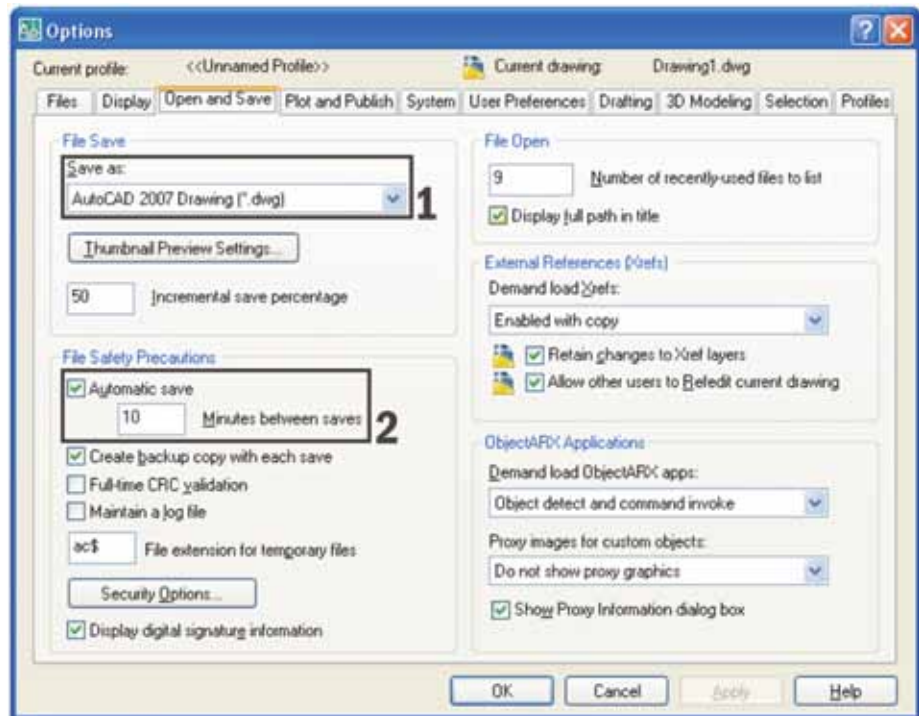 Options
Current profile: <<Unnamed Profile>> Current drawing: Drawing1.dwg
Files Display Open and Save Plot and Publish System User Preferences Drafting 3D Modeling Selection Profiles
File Save
Save as:
AutoCAD 2007 Drawing (*.dwg)
1
Thumbnail Preview Settings...
50 Incremental save percentage
File Safety Precautions
Automatic save
10 Minutes between saves
2
Create backup copy with each save
Full-time CRC validation
Maintain a log file
ac$ File extension for temporary files
Security Options...
Display digital signature information
File Open
9 Number of recently-used files to list
Display full path in title
External References (Xrefs)
Demand load Xrefs:
Enabled with copy
Retain changes to Xref layers
Allow other users to Refedit current drawing
ObjectARX Applications
Demand load ObjectARX apps:
Object detect and command invoke
Proxy images for custom objects:
Do not show proxy graphics
Show Proxy Information dialog box
OK Cancel Apply Help